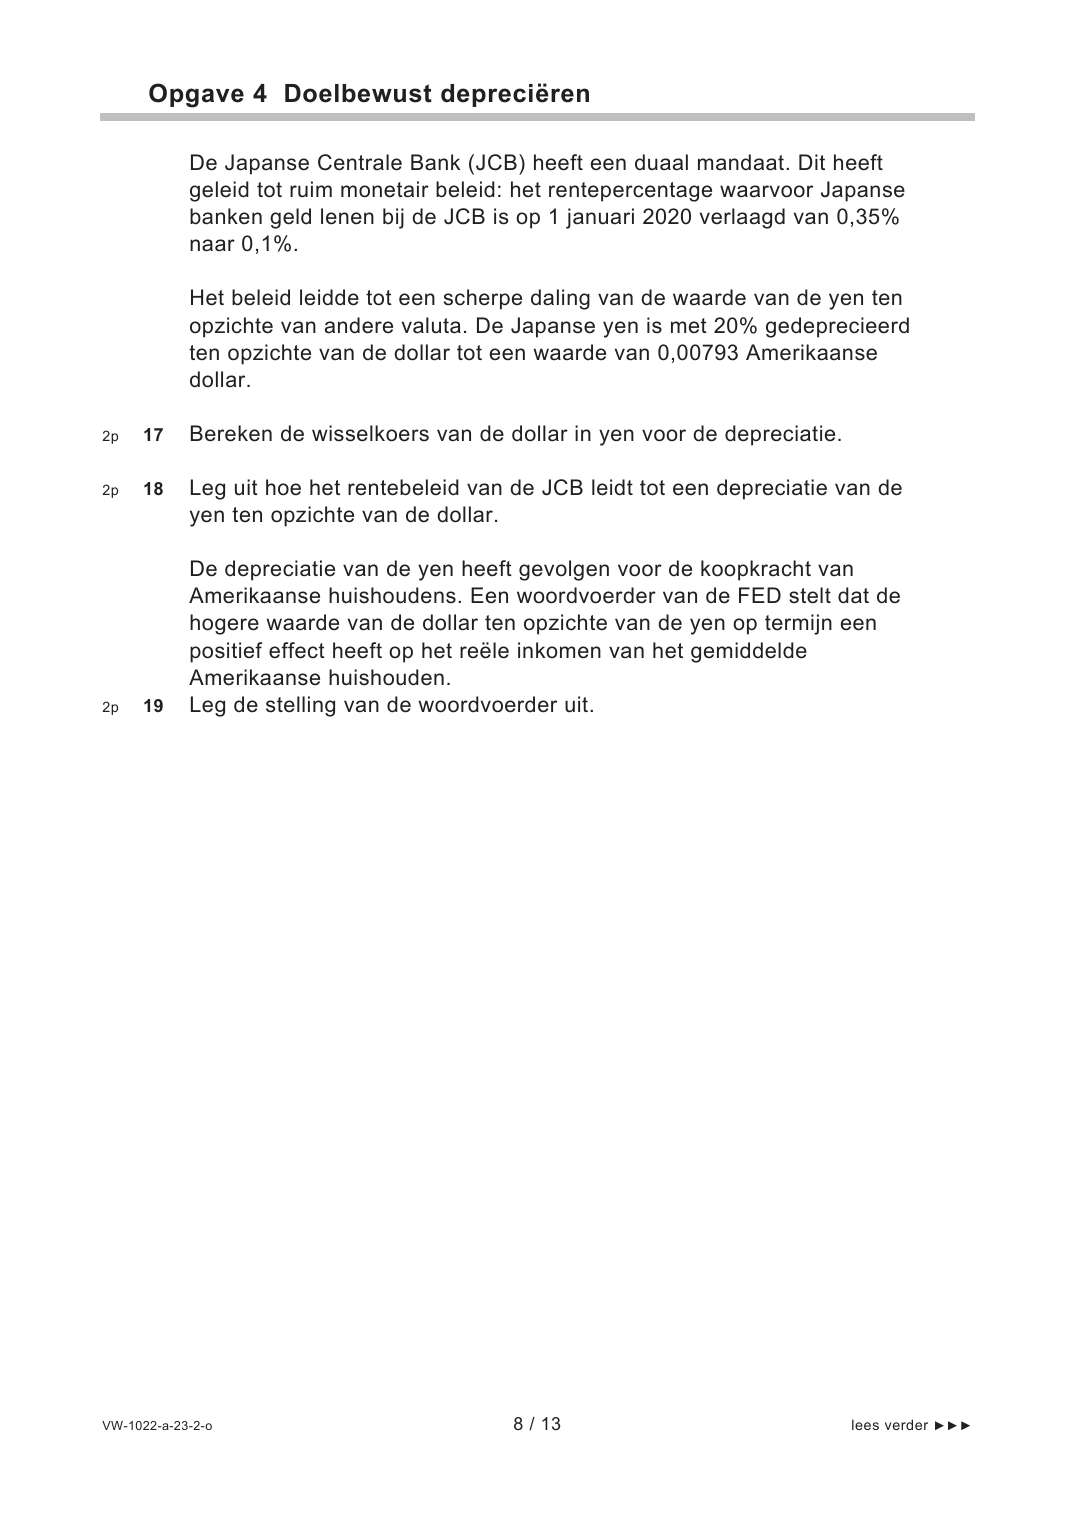 Opgave 4 Doelbewust depreciëren
De Japanse Centrale Bank (JCB) heeft een duaal mandaat. Dit heeft
geleid tot ruim monetair beleid: het rentepercentage waarvoor Japanse
banken geld lenen bij de JCB is op 1 januari 2020 verlaagd van 0,35%
naar 0,1%.
Het beleid leidde tot een scherpe daling van de waarde van de yen ten
opzichte van andere valuta. De Japanse yen is met 20% gedeprecieerd
ten opzichte van de dollar tot een waarde van 0,00793 Amerikaanse
dollar.
2p 17 Bereken de wisselkoers van de dollar in yen voor de depreciatie.
2p 18 Leg uit hoe het rentebeleid van de JCB leidt tot een depreciatie van de
yen ten opzichte van de dollar.
De depreciatie van de yen heeft gevolgen voor de koopkracht van
Amerikaanse huishoudens. Een woordvoerder van de FED stelt dat de
hogere waarde van de dollar ten opzichte van de yen op termijn een
positief effect heeft op het reële inkomen van het gemiddelde
Amerikaanse huishouden.
2p 19 Leg de stelling van de woordvoerder uit.
VW-1022-a-23-2-o 8 / 13 lees verder ►►►